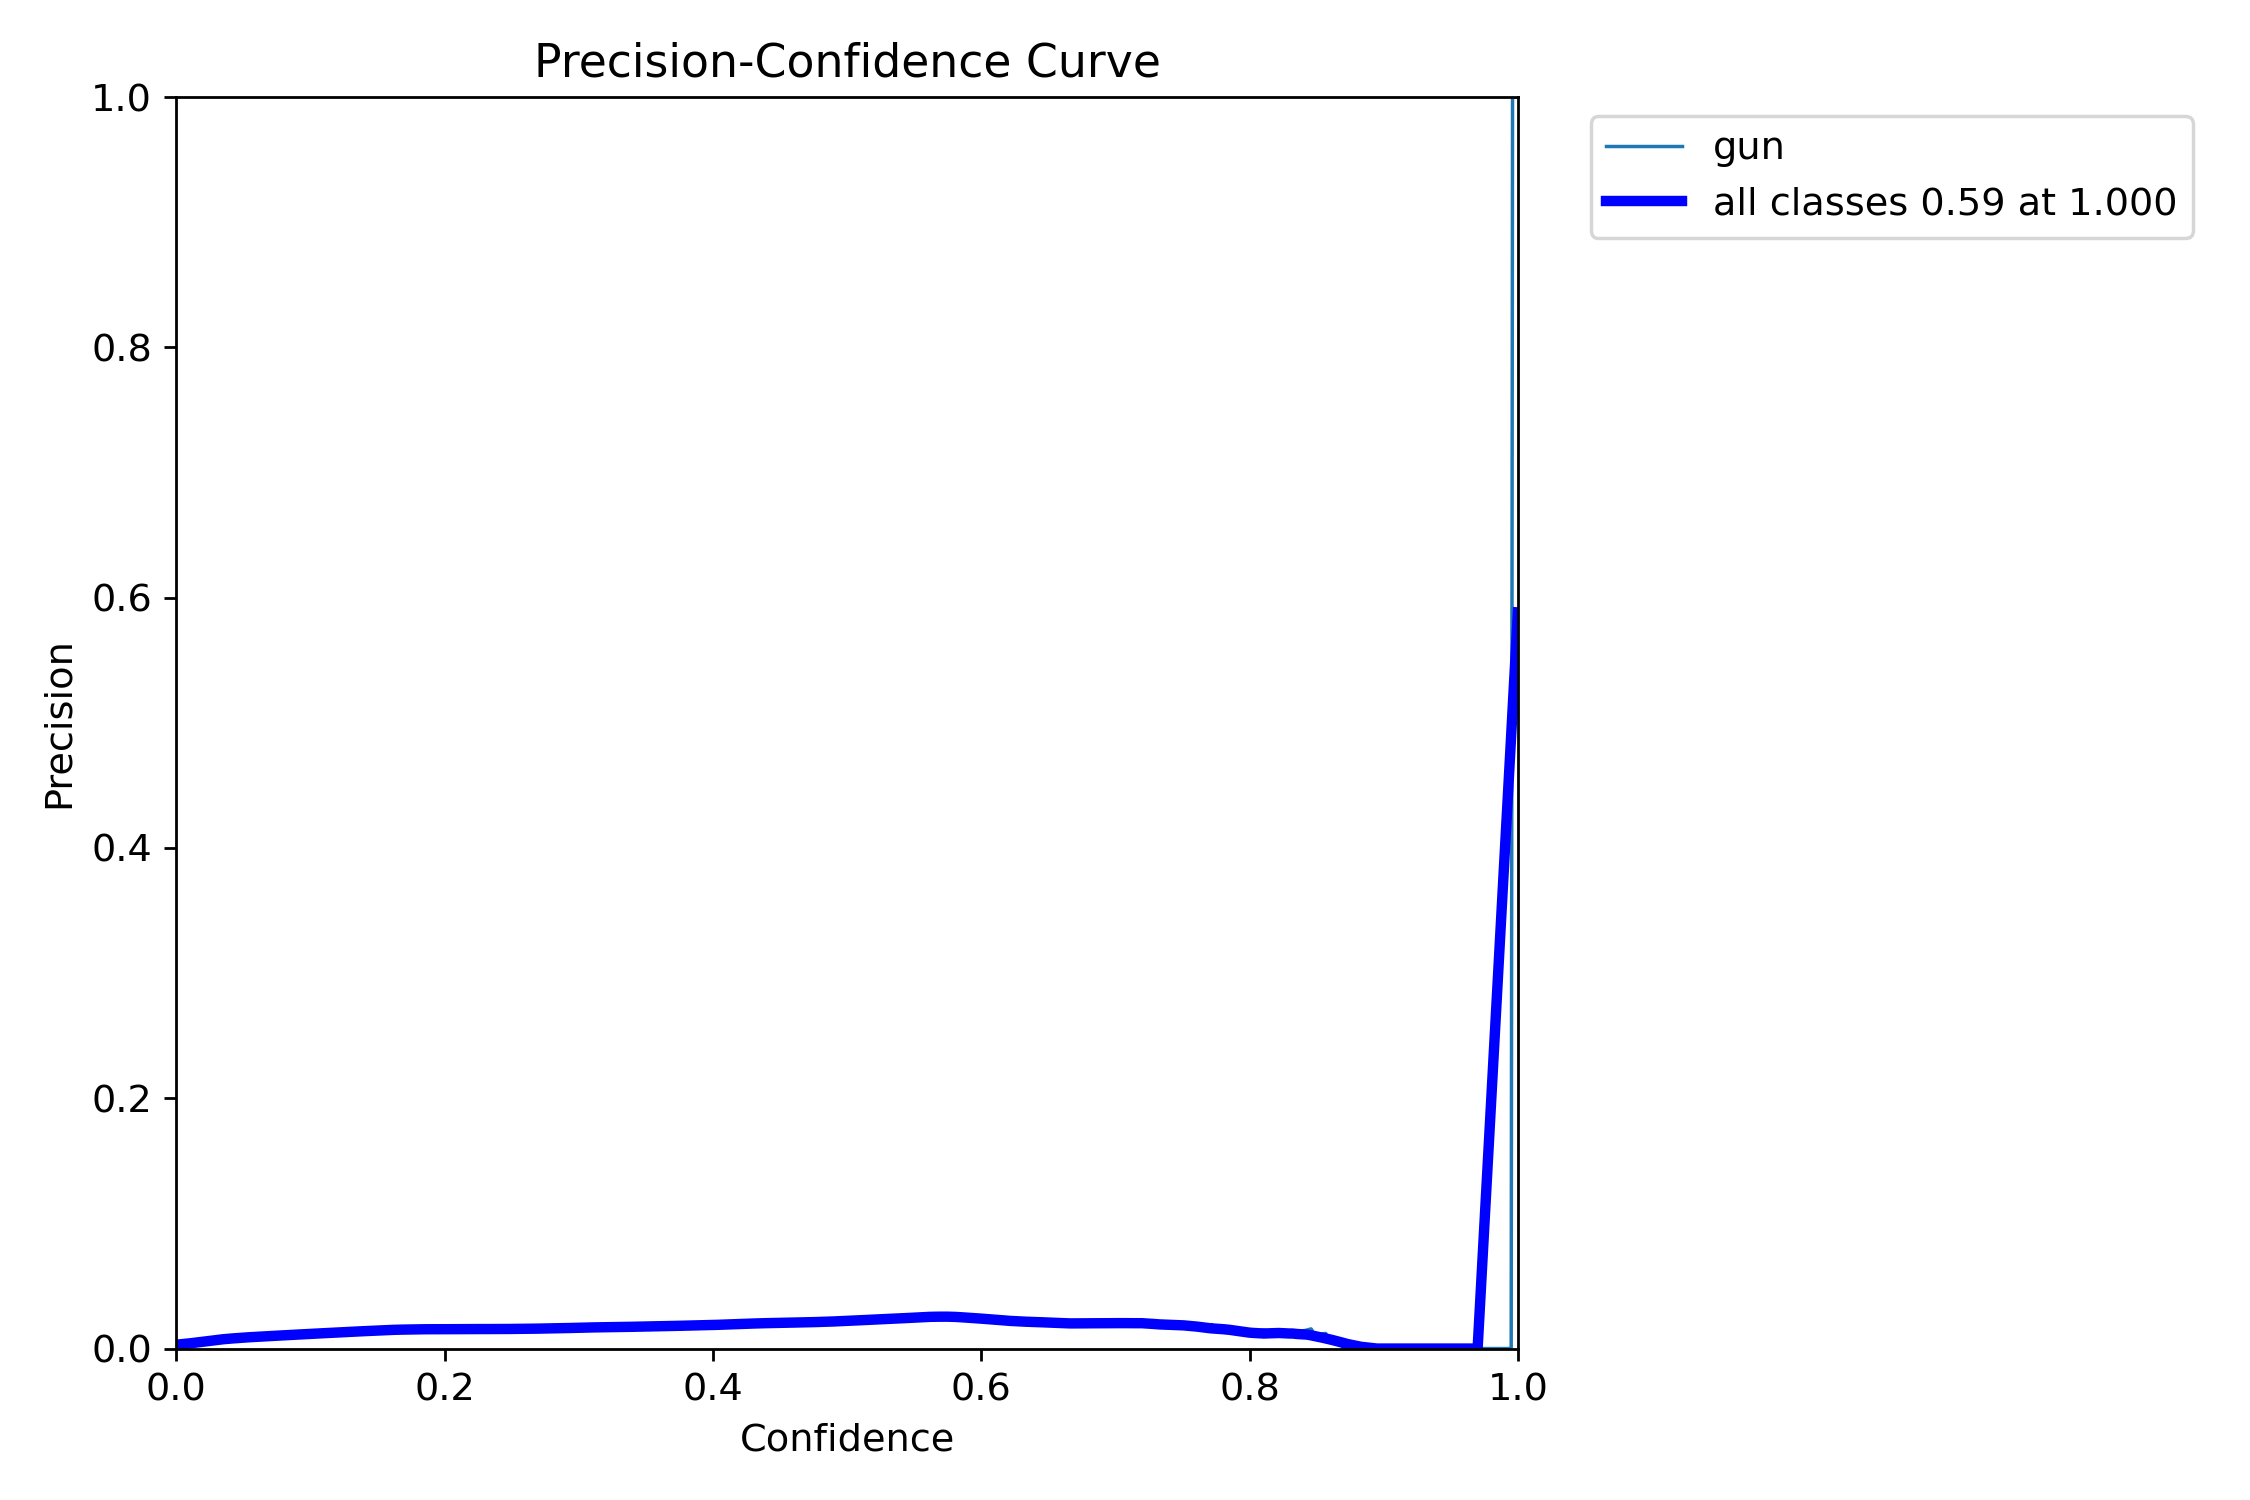 Precision-Confidence Curve
1.0
0.8
0.6
0.4
0.2
0.0
Precision
0.0 0.2 0.4 0.6 0.8 1.0
Confidence
gun
all classes 0.59 at 1.000